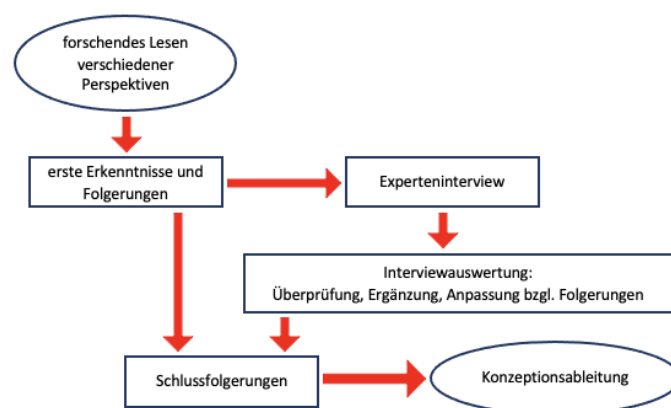 forschendes Lesen
verschiedener
Perspektiven
erste Erkenntnisse und
Folgerungen
Experteninterview
Interviewauswertung:
Überprüfung, Ergänzung, Anpassung bzgl. Folgerungen
Schlussfolgerungen
Konzeptionsableitung